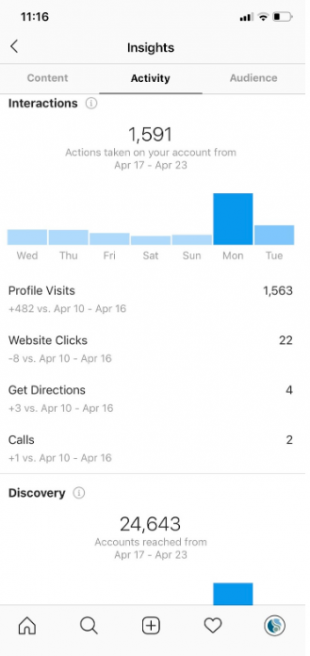 11:16
Insights
Content Activity Audience
Interactions
1,591
Actions taken on your account from
Apr 17 - Apr 23
Wed Thu Fri Sat Sun Mon Tue
Profile Visits 1,563
+482 vs. Apr 10 - Apr 16
Website Clicks 22
-8 vs. Apr 10 - Apr 16
Get Directions 4
+3 vs. Apr 10 - Apr 16
Calls 2
+1 vs. Apr 10 - Apr 16
Discovery
24,643
Accounts reached from
Apr 17 - Apr 23